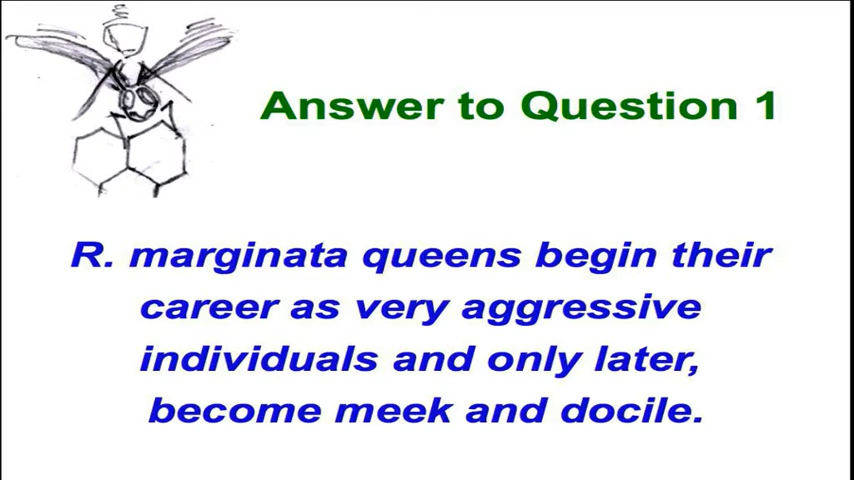 Answer to Question 1
R. marginata queens begin their
career as very aggressive
individuals and only later,
become meek and docile.